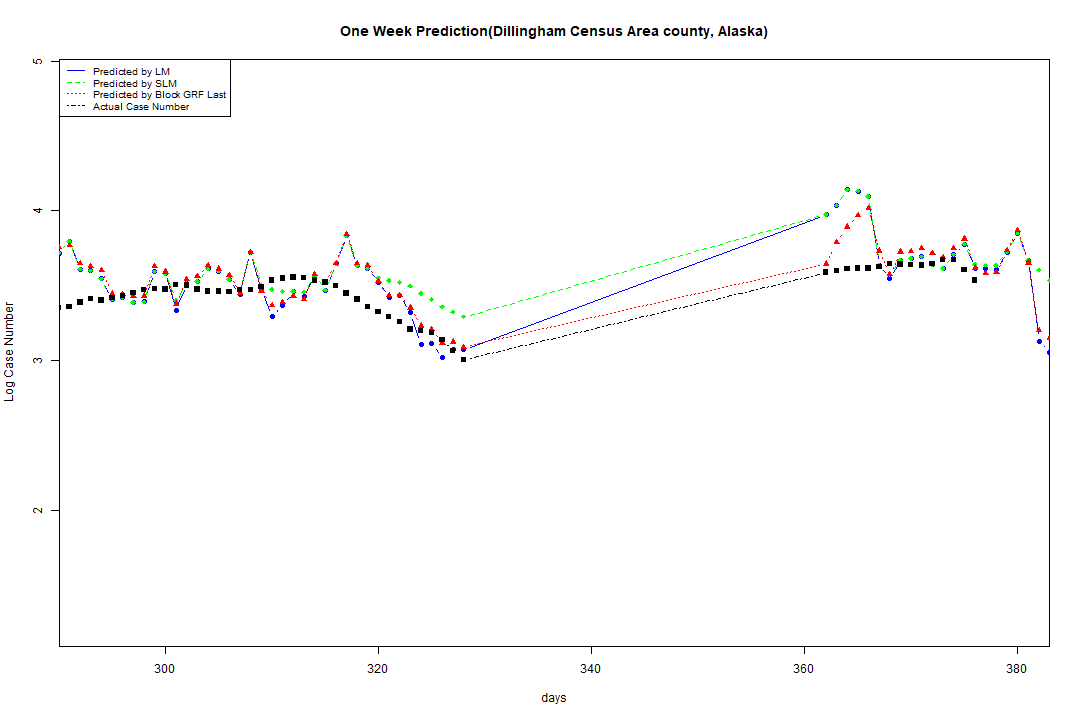 One Week Prediction(Dillingham Census Area county, Alaska)
Predicted by LM
Predicted by SLM
Predicted by Block GRF Last
Actual Case Number
5
4
3
2
Log Case Number
300
320
340
360
380
days